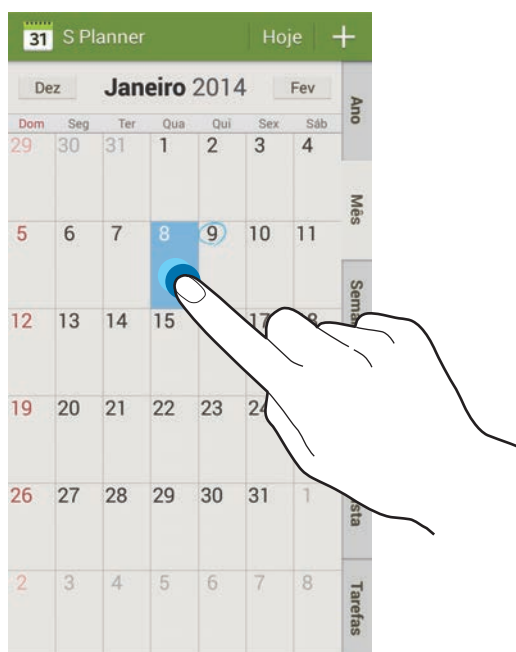 31 S Planner Hoje +
Dez Janeiro 2014 Fev
Dom Seg Ter Qua Qui Sex Sáb
29 30 31 1 2 3 4
5 6 7 8 9 10 11
12 13 14 15 17
19 20 21 22 23
26 27 28 29 30 31 1
2 3 4 5 6 7 8
Ano
Mês
Tarefas